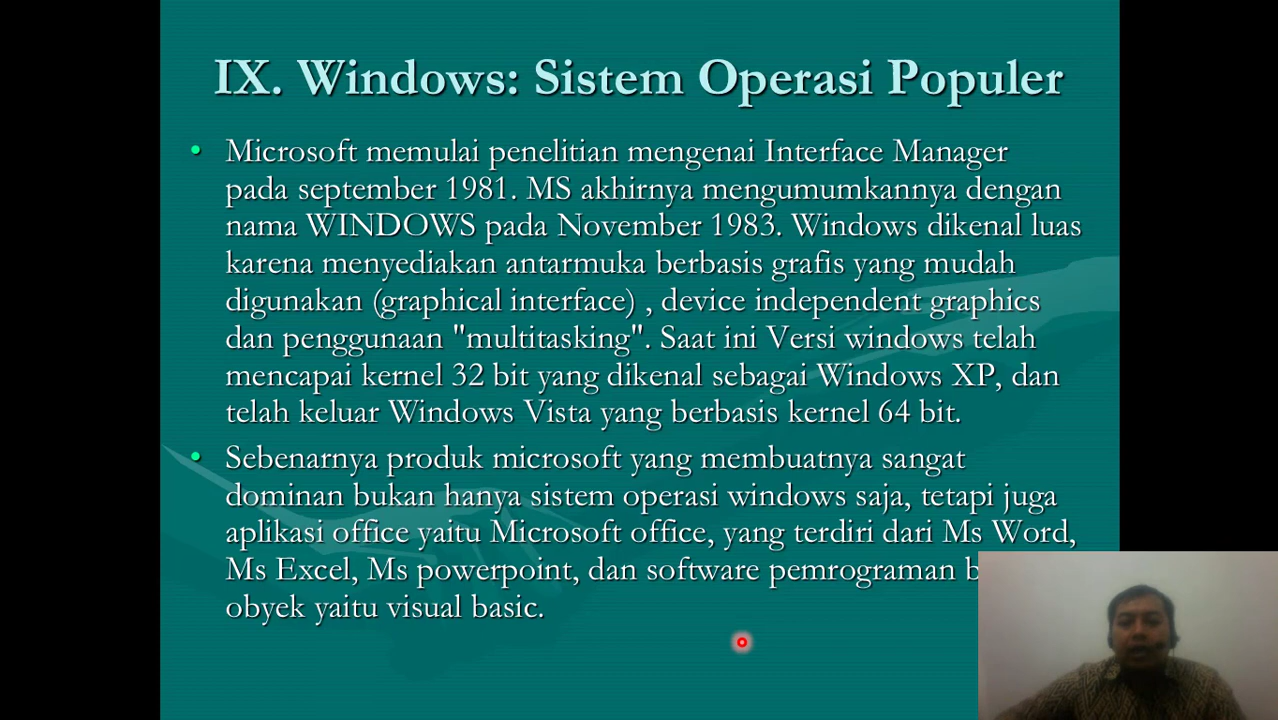 IX. Windows: Sistem Operasi Populer
• Microsoft memulai penelitian mengenai Interface Manager
pada september 1981. MS akhirnya mengumumkannya dengan
nama WINDOWS pada November 1983. Windows dikenal luas
karena menyediakan antarmuka berbasis grafis yang mudah
digunakan (graphical interface) , device independent graphics
dan penggunaan "multitasking". Saat ini Versi windows telah
mencapai kernel 32 bit yang dikenal sebagai Windows XP, dan
telah keluar Windows Vista yang berbasis kernel 64 bit.
• Sebenarnya produk microsoft yang membuatnya sangat
dominan bukan hanya sistem operasi windows saja, tetapi juga
aplikasi office yaitu Microsoft office, yang terdiri dari Ms Word,
Ms Excel, Ms powerpoint, dan software pemrograman
obyek yaitu visual basic.